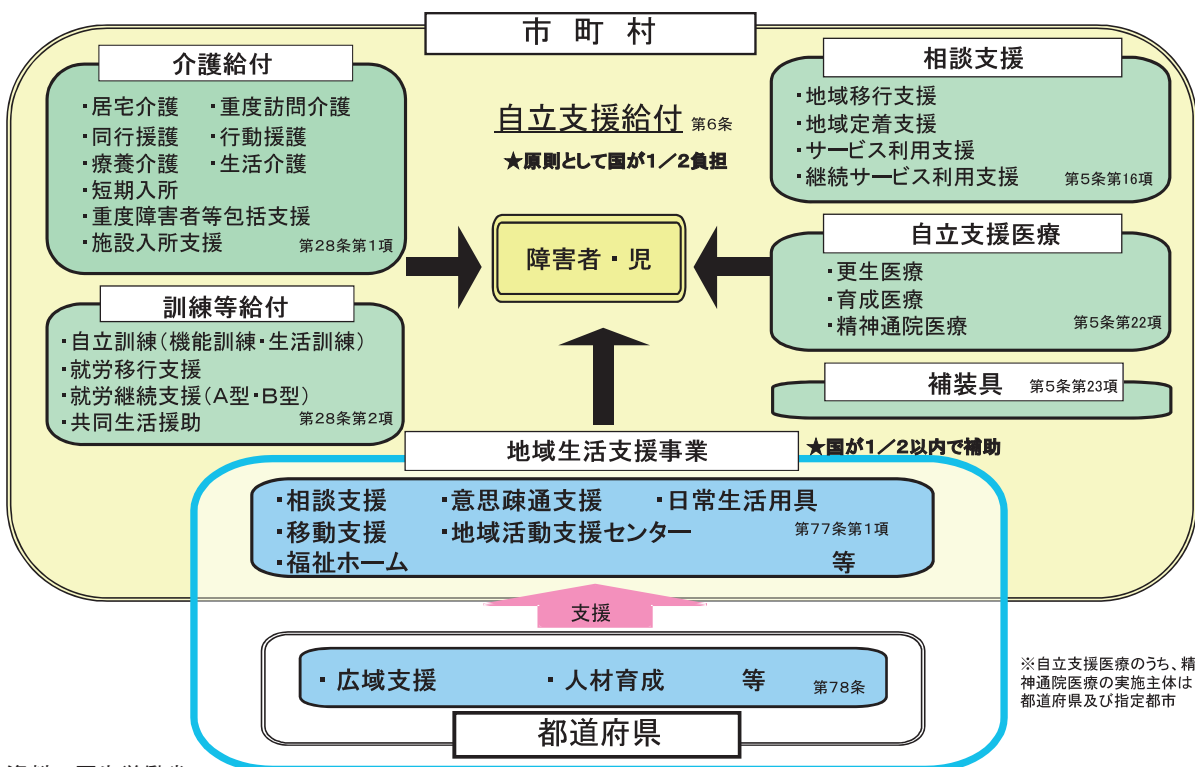 市町村
介護給付
・居宅介護 ・重度訪問介護
・同行援護 ・行動援護
・療養介護 ・生活介護
・短期入所
・重度障害者等包括支援
・施設入所支援 第28条第1項
訓練等給付
・自立訓練(機能訓練・生活訓練)
・就労移行支援
・就労継続支援(A型・B型)
・共同生活援助 第28条第2項
自立支援給付 第6条
★原則として国が1/2負担
障害者・児
相談支援
・地域移行支援
・地域定着支援
・サービス利用支援
・継続サービス利用支援 第5条第16項
自立支援医療
・更生医療
・育成医療
・精神通院医療 第5条第22項
補装具 第5条第23項
地域生活支援事業
★国が1/2以内で補助
・相談支援 ・意思疎通支援 ・日常生活用具
・移動支援 ・地域活動支援センター 第77条第1項
・福祉ホーム 等
支援
・広域支援 ・人材育成 等 第78条
都道府県
※自立支援医療のうち、精
神通院医療の実施主体は
都道府県及び指定都市